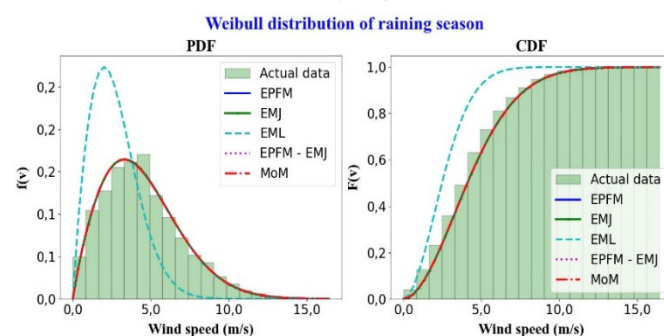 Weibull distribution of raining season
PDF
f(v)
0,2
0,2
0,1
0,1
0,0
0,0
5,0
10,0
15,0
Wind speed (m/s)
Actual data
EPFM
EMJ
EML
EPFM - EMJ
MoM
CDF
F(v)
1,0
0,8
0,6
0,4
0,2
0,0
0,0
5,0
10,0
15,0
Wind speed (m/s)
Actual data
EPFM
EMJ
EML
EPFM - EMJ
MoM